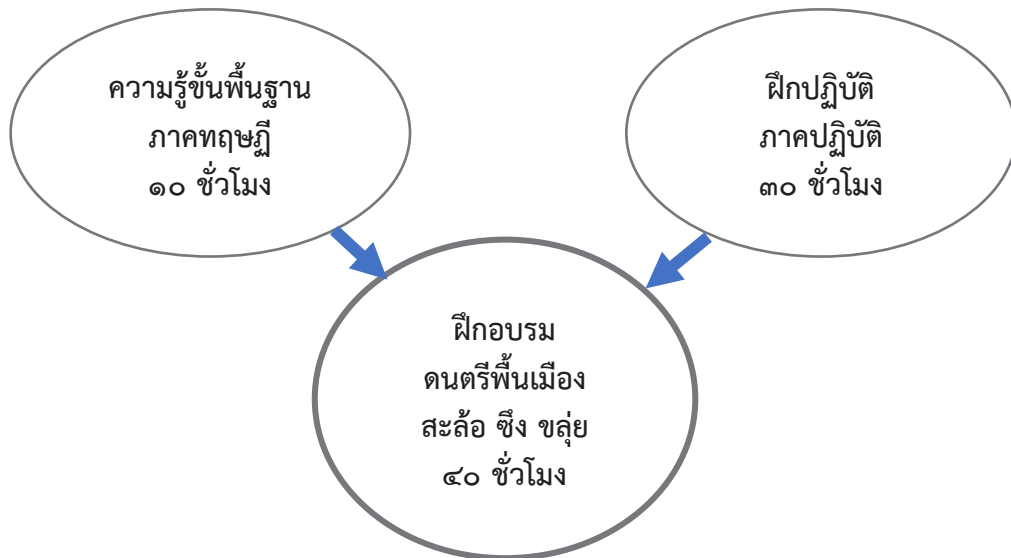 ความรู้ขั้นพื้นฐาน
ภาคทฤษฏี
๑๐ ชั่วโมง
ฝึกปฏิบัติ
ภาคปฏิบัติ
๓๐ ชั่วโมง
ฝึกอบรม
ดนตรีพื้นเมือง
สะล้อ ซึง ขลุ่ย
๔๐ ชั่วโมง